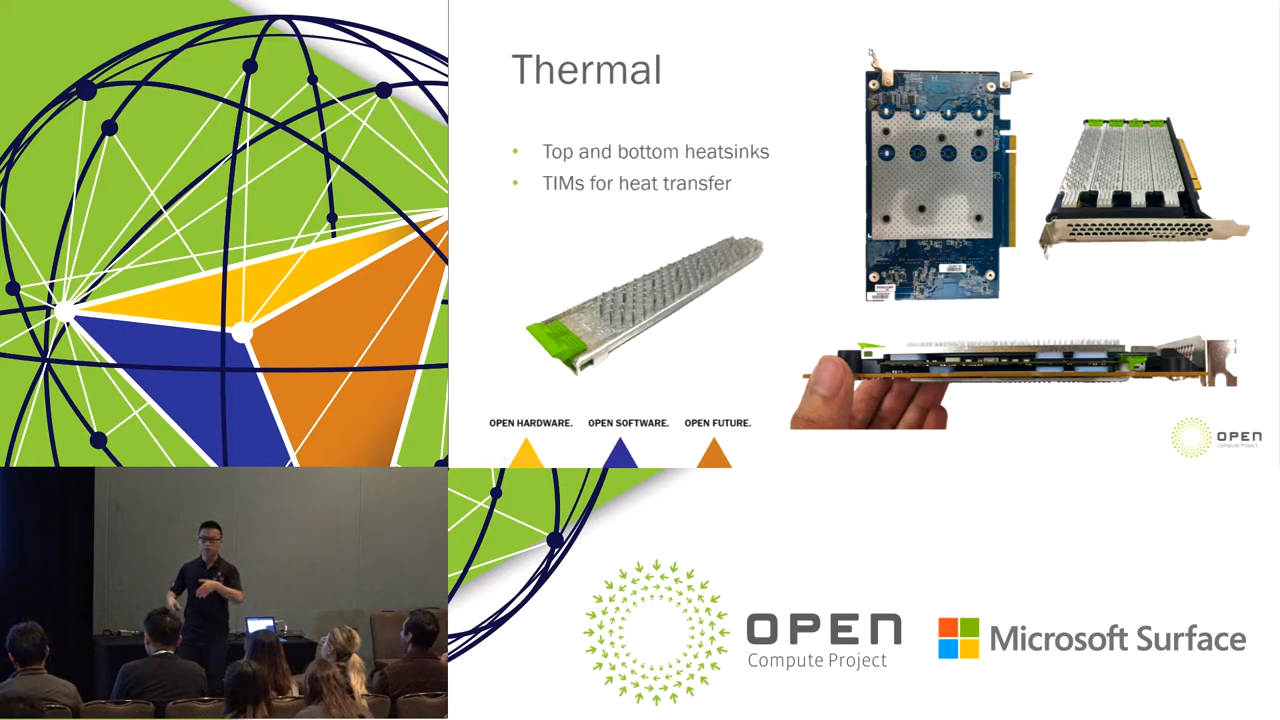 Thermal
• Top and bottom heatsinks
• TIMs for heat transfer
OPEN HARDWARE. OPEN SOFTWARE. OPEN FUTURE.
OPEN
Compute Project
OPEN
Compute Project
Microsoft Surface